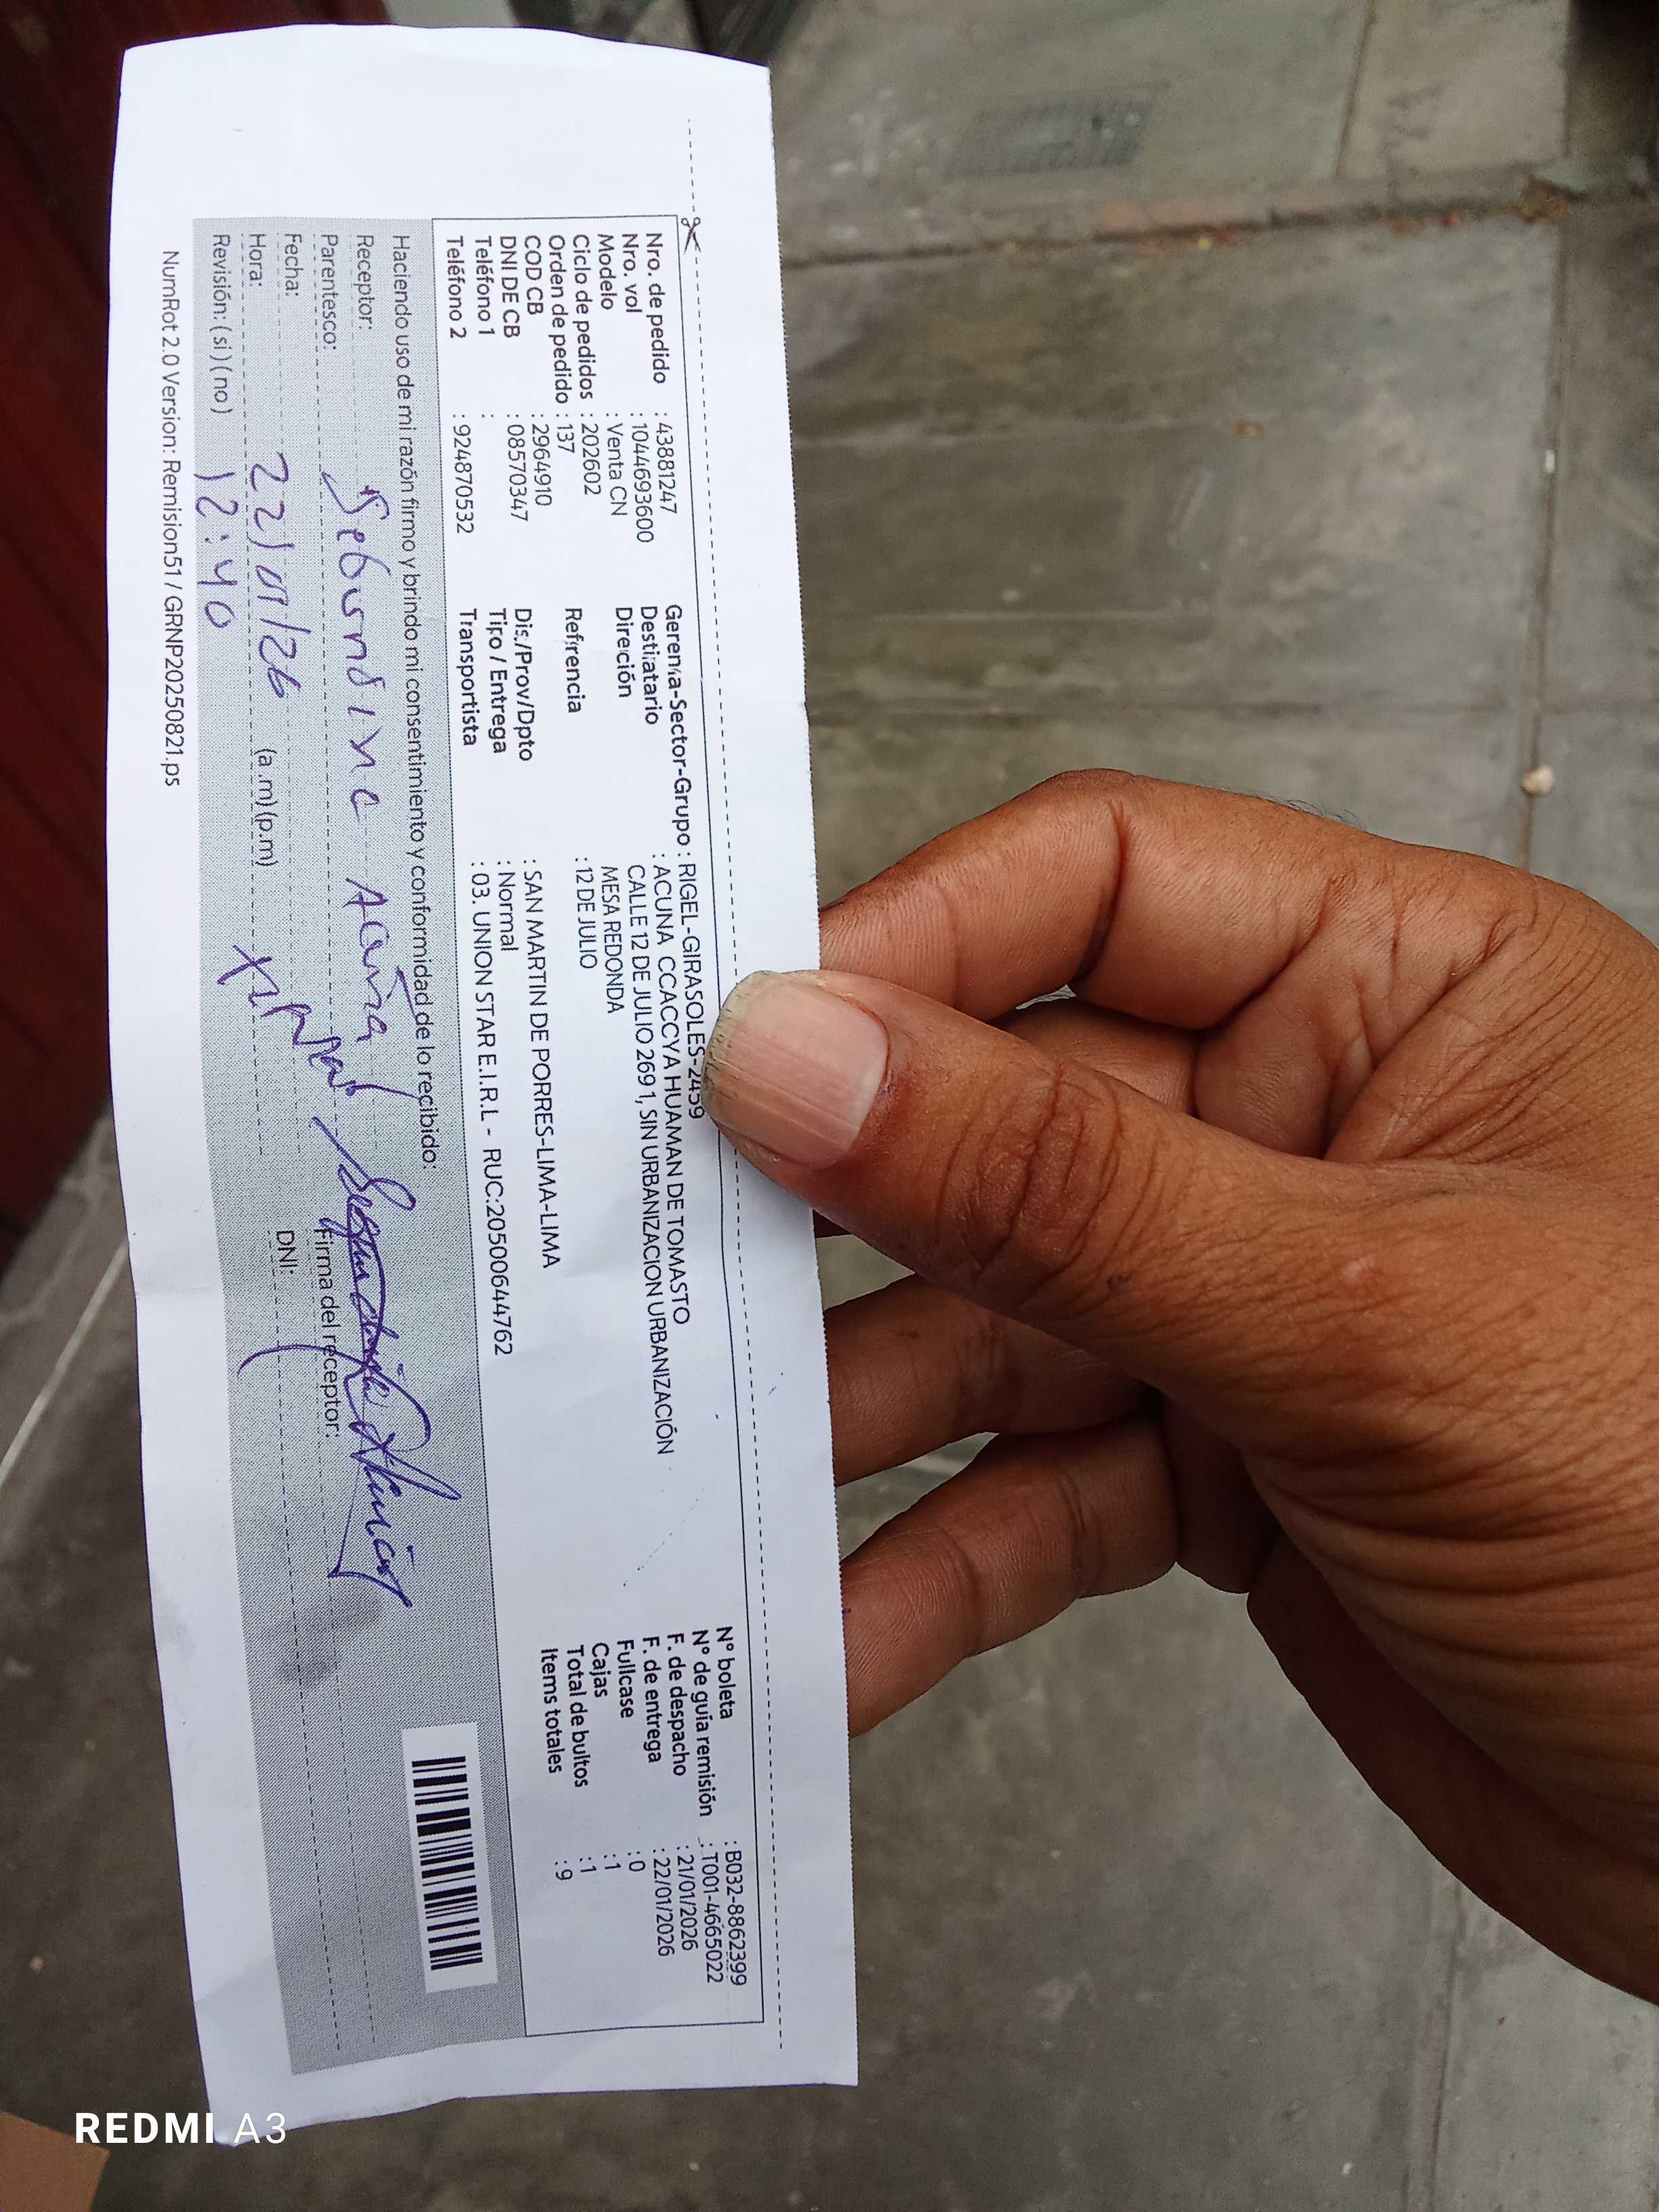 Nro. de pedido : 43881247
Nro. vol : 1044693600
Modelo : Venta CN
Ciclo de pedidos : 202602
Orden de pedido : 137
COD CB : 2964910
DNI DE CB : 08570347
Teléfono 1 :
Teléfono 2 : 924870532
Gerencia-Sector-Grupo : RIGEL-GIRASOLES-2459
Destinatario : ACUNA CCACCYA HUAMAN DE TOMASTO
Dirección CALLE 12 DE JULIO 269 1, SIN URBANIZACION URBANIZACIÓN
MESA REDONDA
Referencia : 12 DE JULIO
Dis./Prov/Dpto : SAN MARTIN DE PORRES-LIMA-LIMA
Tipo / Entrega : Normal
Transportista : 03. UNION STAR E.I.R.L - RUC:20500644762
N° boleta : B032-8862399
N° de guía remisión : T001-4665022
F. de despacho : 21/01/2026
F. de entrega : 22/01/2026
Fullcase : 0
Cajas : 1
Total de bultos : 1
Items totales : 9
Haciendo uso de mi razón firmo y brindo mi consentimiento y conformidad de lo recibido:
Receptor: Acuña
Parentesco:
Firma del receptor:
Fecha: 22/01/26
DNI:
Hora: 12:40 (a.m)(p.m)
Revisión: ( si ) ( no )
NumRot 2.0 Version: Remision51 / GRNP20250821.ps
REDMI A3